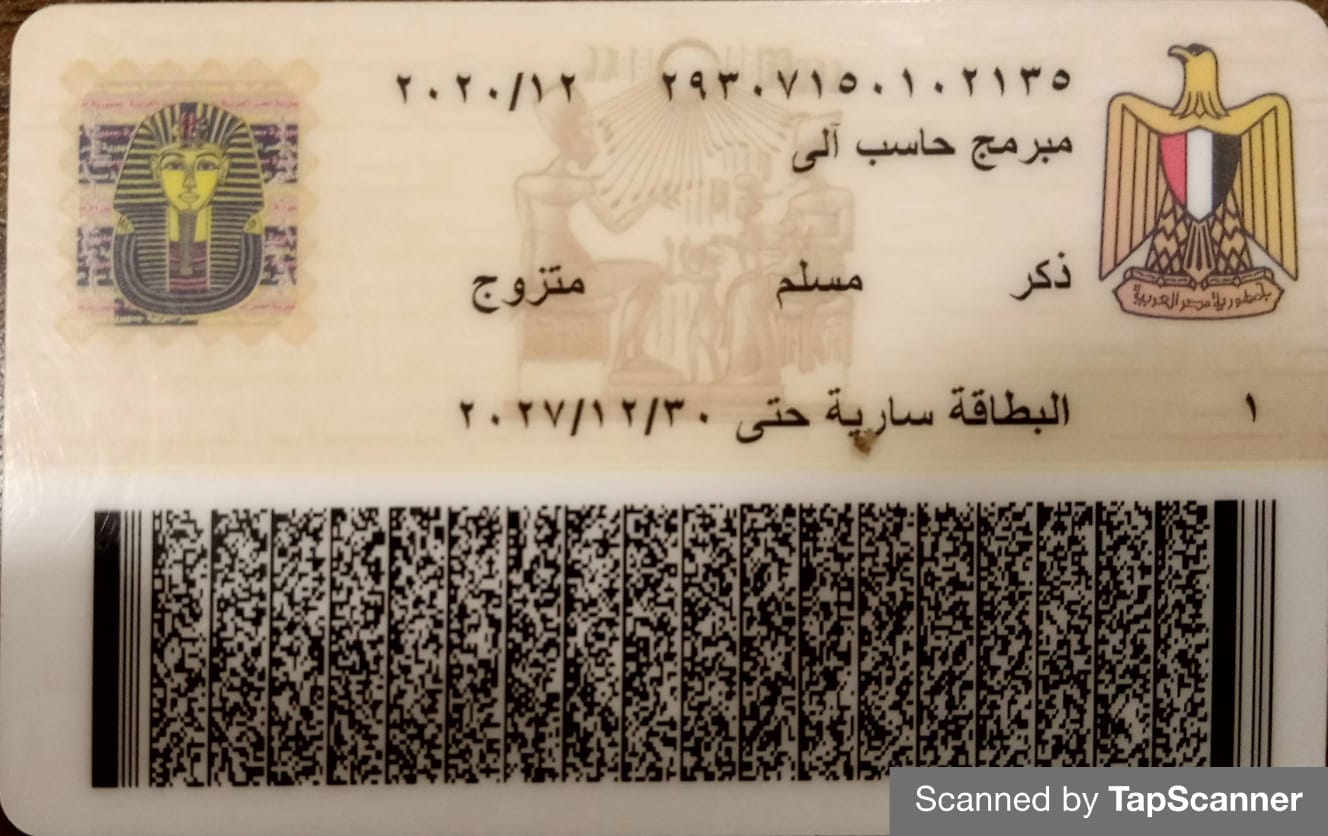 ٢٩٣٠٧١٥٠١٠٢١٣٥ ٢٠٢٠/١٢
مبرمج حاسب آلى
ذكر مسلم متزوج
البطاقة سارية حتى ٢٠٢٧/١٢/٣٠
١
جمهورية مصر العربية
Scanned by TapScanner